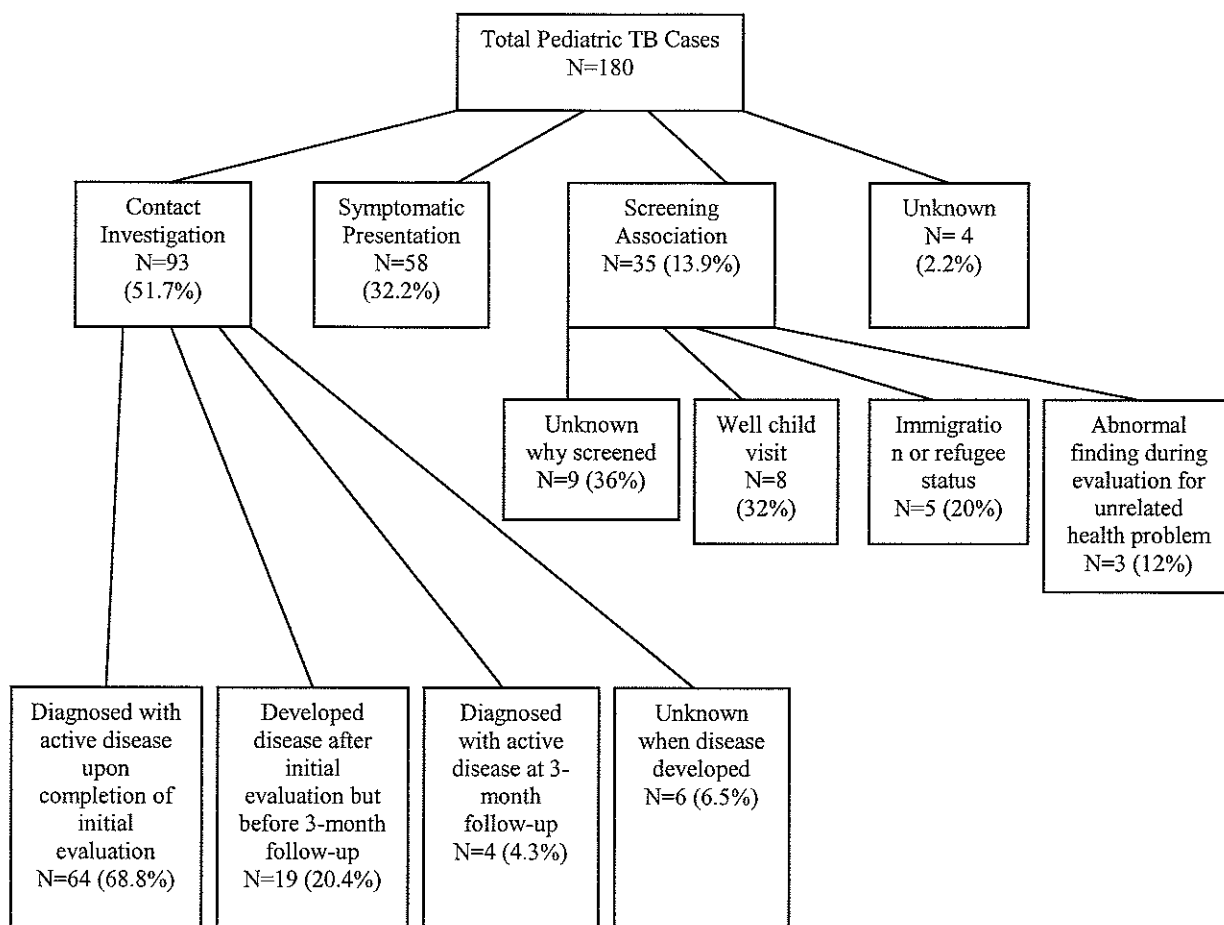 Total Pediatric TB Cases
N=180
Contact
Investigation
N=93
(51.7%)
Symptomatic
Presentation
N=58
(32.2%)
Screening
Association
N=35 (13.9%)
Unknown
N= 4
(2.2%)
Unknown
why screened
N=9 (36%)
Well child
visit
N=8
(32%)
Immigratio
n or refugee
status
N=5 (20%)
Abnormal
finding during
evaluation for
unrelated
health problem
N=3 (12%)
Diagnosed with
active disease
upon
completion of
initial
evaluation
N=64 (68.8%)
Developed
disease after
initial
evaluation but
before 3-month
follow-up
N=19 (20.4%)
Diagnosed
with active
disease at 3-
month
follow-up
N=4 (4.3%)
Unknown
when disease
developed
N=6 (6.5%)